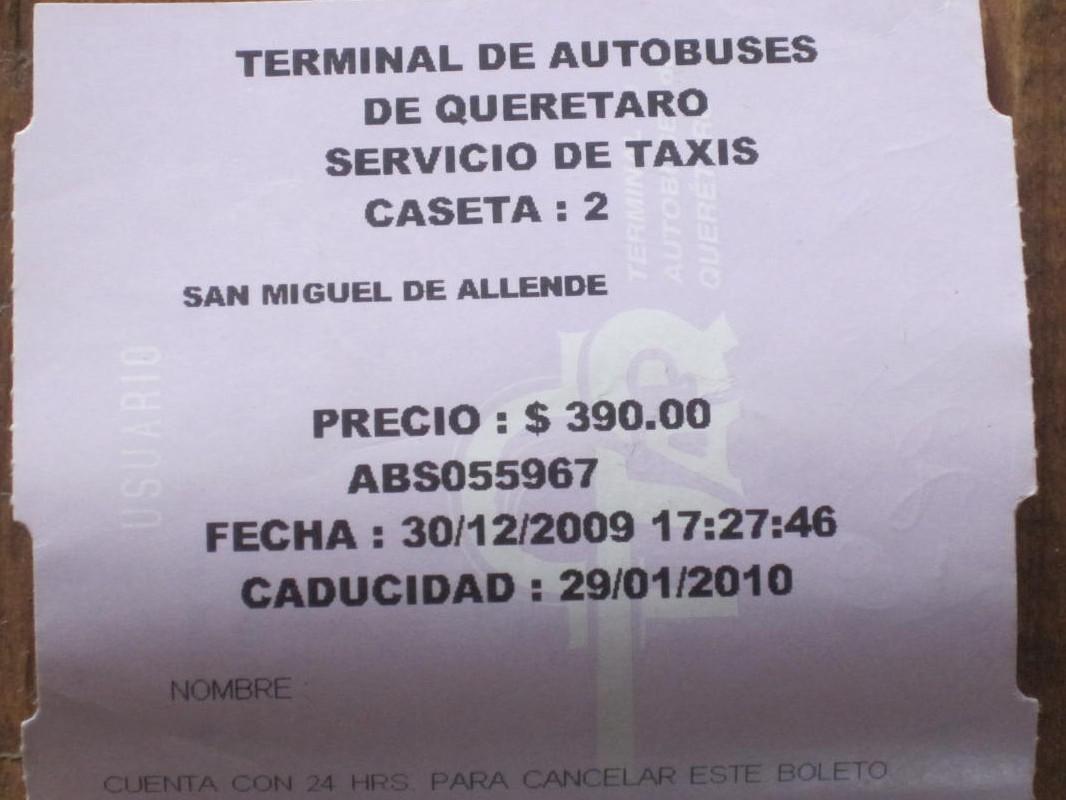 TERMINAL DE AUTOBUSES
DE QUERETARO
SERVICIO DE TAXIS
CASETA : 2
SAN MIGUEL DE ALLENDE
PRECIO : $ 390.00
ABS055967
FECHA : 30/12/2009 17:27:46
CADUCIDAD : 29/01/2010
NOMBRE :
CUENTA CON 24 HRS. PARA CANCELAR ESTE BOLETO
USUARIO
TERMINAL
AUTOBUSES
QUERÉTARO
TAQ